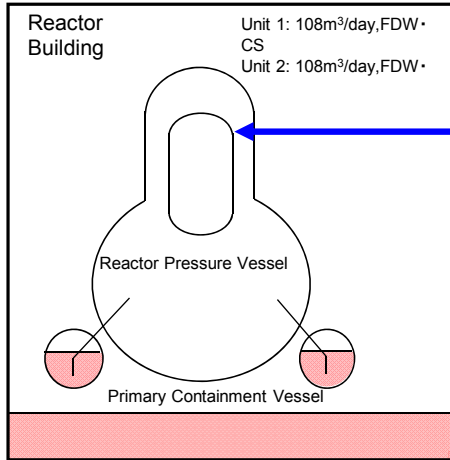 Reactor
Building
Unit 1: 108m³/day,FDW･
CS
Unit 2: 108m³/day,FDW･
Reactor Pressure Vessel
Primary Containment Vessel